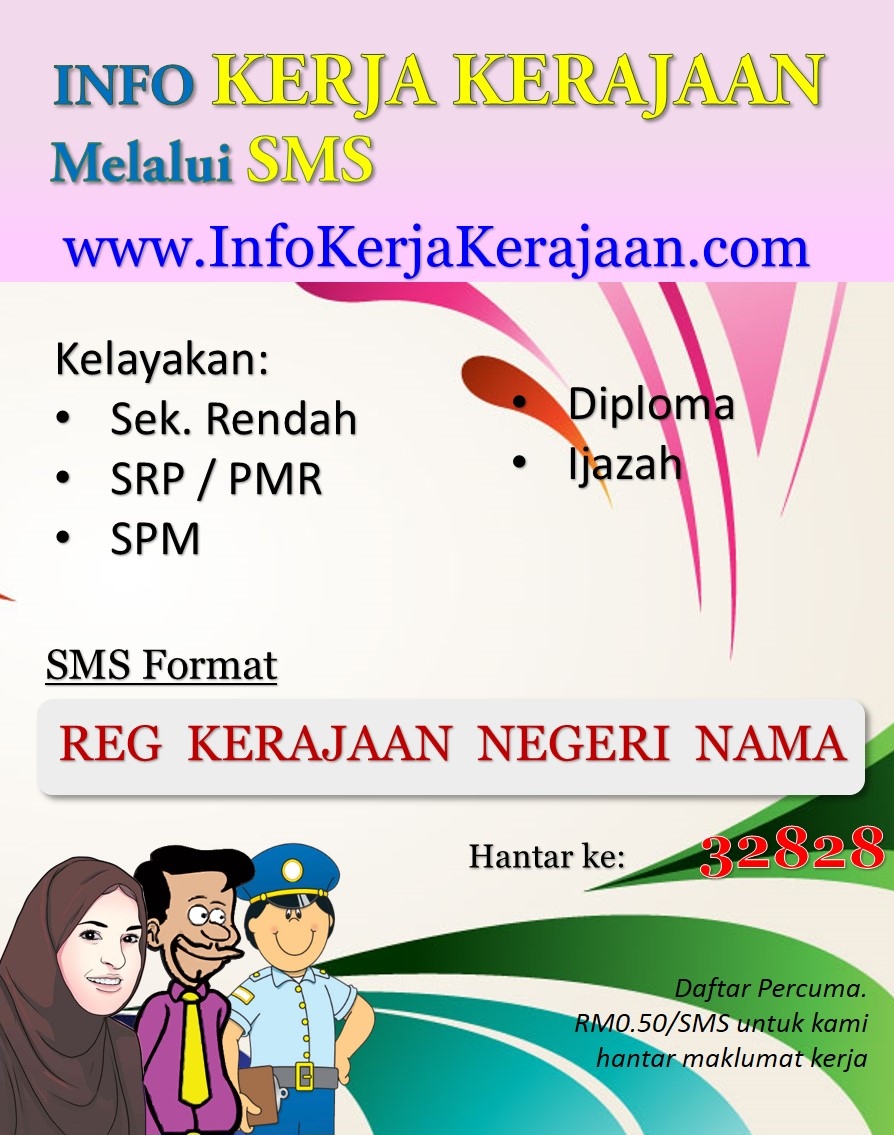 INFO KERJA KERAJAAN
Melalui SMS
www.InfoKerjaKerajaan.com
Kelayakan:
• Sek. Rendah
• SRP / PMR
• SPM
• Diploma
• Ijazah
SMS Format
REG KERAJAAN NEGERI NAMA
Hantar ke: 32828
Daftar Percuma.
RM0.50/SMS untuk kami
hantar maklumat kerja